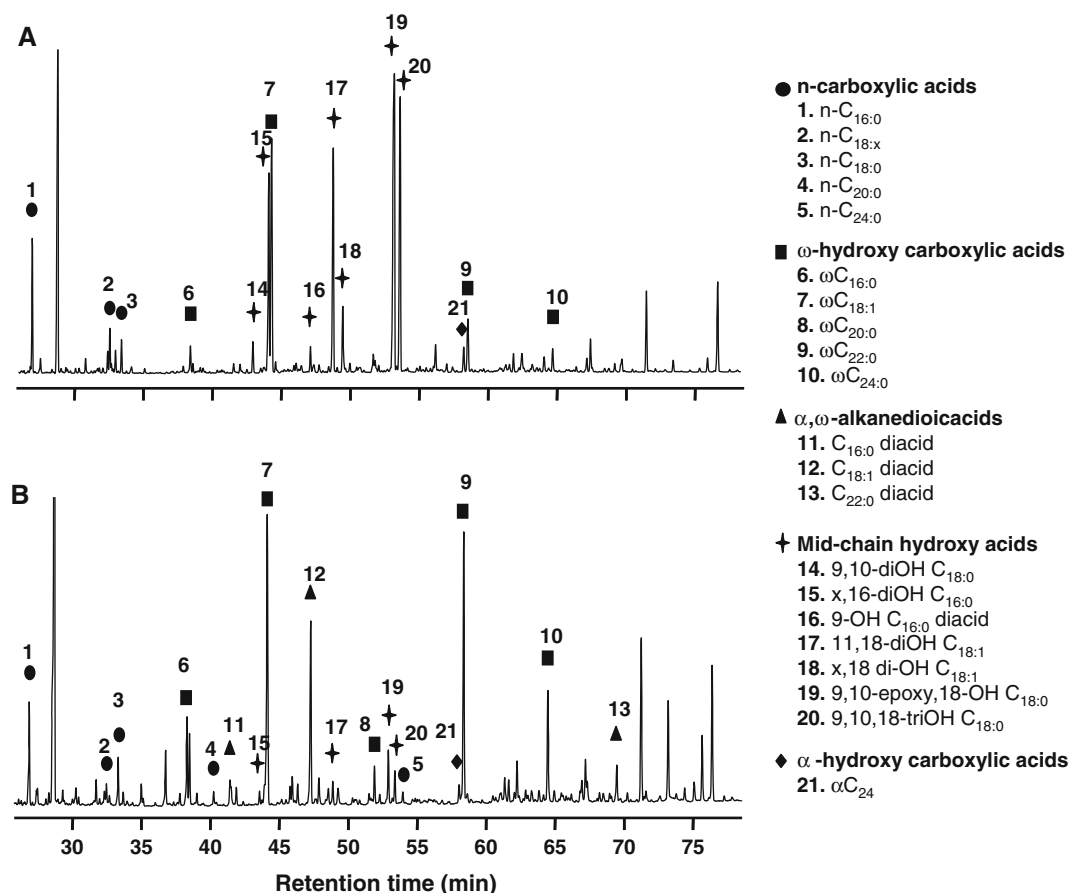 A
1
2
3
6
14
15
7
16
17
18
19
20
21
9
10
B
1
2
3
6
4
11
15
7
12
17
8
19
20
5
21
9
10
13
30 35 40 45 50 55 60 65 70 75
Retention time (min)
n-carboxylic acids
1. n-C16:0
2. n-C18:x
3. n-C18:0
4. n-C20:0
5. n-C24:0
ω-hydroxy carboxylic acids
6. ωC16:0
7. ωC18:1
8. ωC20:0
9. ωC22:0
10. ωC24:0
α,ω-alkanedioicacids
11. C16:0 diacid
12. C18:1 diacid
13. C22:0 diacid
Mid-chain hydroxy acids
14. 9,10-diOH C18:0
15. x,16-diOH C16:0
16. 9-OH C16:0 diacid
17. 11,18-diOH C18:1
18. x,18 di-OH C18:1
19. 9,10-epoxy,18-OH C18:0
20. 9,10,18-triOH C18:0
α -hydroxy carboxylic acids
21. αC24